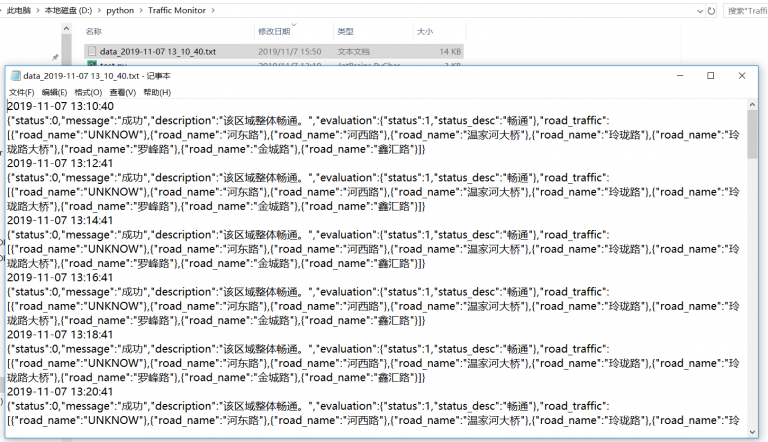 此电脑 › 本地磁盘 (D:) › python › Traffic Monitor ›
搜索"Traffi
名称 修改日期 类型 大小
data_2019-11-07 13_10_40.txt 2019/11/7 15:50 文本文档 14 KB
data_2019-11-07 13_10_40.txt - 记事本
文件(F) 编辑(E) 格式(O) 查看(V) 帮助(H)
2019-11-07 13:10:40
{"status":0,"message":"成功","description":"该区域整体畅通。","evaluation":{"status":1,"status_desc":"畅通"},"road_traffic":
[{"road_name":"UNKNOW"},{"road_name":"河东路"},{"road_name":"河西路"},{"road_name":"温家河大桥"},{"road_name":"玲珑路"},{"road_name":"玲
珑路大桥"},{"road_name":"罗峰路"},{"road_name":"金城路"},{"road_name":"鑫汇路"}]}
2019-11-07 13:12:41
{"status":0,"message":"成功","description":"该区域整体畅通。","evaluation":{"status":1,"status_desc":"畅通"},"road_traffic":
[{"road_name":"UNKNOW"},{"road_name":"河东路"},{"road_name":"河西路"},{"road_name":"温家河大桥"},{"road_name":"玲珑路"},{"road_name":"玲
珑路大桥"},{"road_name":"罗峰路"},{"road_name":"金城路"},{"road_name":"鑫汇路"}]}
2019-11-07 13:14:41
{"status":0,"message":"成功","description":"该区域整体畅通。","evaluation":{"status":1,"status_desc":"畅通"},"road_traffic":
[{"road_name":"UNKNOW"},{"road_name":"河东路"},{"road_name":"河西路"},{"road_name":"温家河大桥"},{"road_name":"玲珑路"},{"road_name":"玲
珑路大桥"},{"road_name":"罗峰路"},{"road_name":"金城路"},{"road_name":"鑫汇路"}]}
2019-11-07 13:16:41
{"status":0,"message":"成功","description":"该区域整体畅通。","evaluation":{"status":1,"status_desc":"畅通"},"road_traffic":
[{"road_name":"UNKNOW"},{"road_name":"河东路"},{"road_name":"河西路"},{"road_name":"温家河大桥"},{"road_name":"玲珑路"},{"road_name":"玲
珑路大桥"},{"road_name":"罗峰路"},{"road_name":"金城路"},{"road_name":"鑫汇路"}]}
2019-11-07 13:18:41
{"status":0,"message":"成功","description":"该区域整体畅通。","evaluation":{"status":1,"status_desc":"畅通"},"road_traffic":
[{"road_name":"UNKNOW"},{"road_name":"河东路"},{"road_name":"河西路"},{"road_name":"温家河大桥"},{"road_name":"玲珑路"},{"road_name":"玲
珑路大桥"},{"road_name":"罗峰路"},{"road_name":"金城路"},{"road_name":"鑫汇路"}]}
2019-11-07 13:20:41
{"status":0,"message":"成功","description":"该区域整体畅通。","evaluation":{"status":1,"status_desc":"畅通"},"road_traffic":
[{"road_name":"UNKNOW"},{"road_name":"河东路"},{"road_name":"河西路"},{"road_name":"温家河大桥"},{"road_name":"玲珑路"},{"road_name":"玲